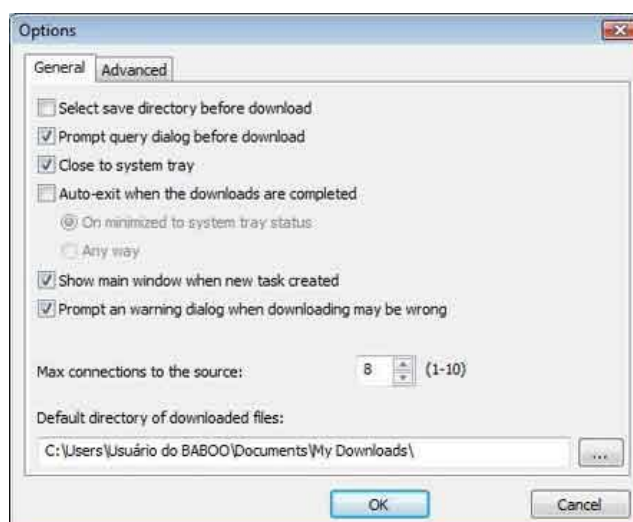 Options
General Advanced
Select save directory before download
Prompt query dialog before download
Close to system tray
Auto-exit when the downloads are completed
On minimized to system tray status
Any way
Show main window when new task created
Prompt an warning dialog when downloading may be wrong
Max connections to the source: 8 (1-10)
Default directory of downloaded files:
C:\Users\Usuário do BABOO\Documents\My Downloads\ ...
OK Cancel